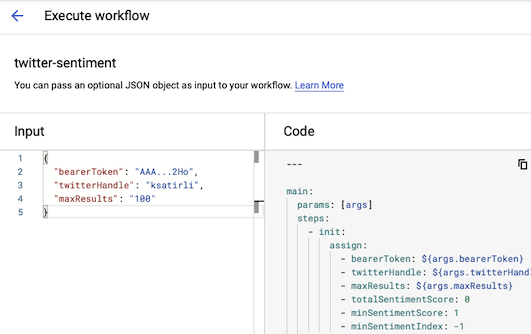 Execute workflow
twitter-sentiment
You can pass an optional JSON object as input to your workflow. Learn More
Input
1 {
2 "bearerToken": "AAA...2Ho",
3 "twitterHandle": "ksatirli",
4 "maxResults": "100"
5 }
Code
---
main:
params: [args]
steps:
- init:
assign:
- bearerToken: ${args.bearerToken}
- twitterHandle: ${args.twitterHand
- maxResults: ${args.maxResults}
- totalSentimentScore: 0
- minSentimentScore: 1
- minSentimentIndex: -1